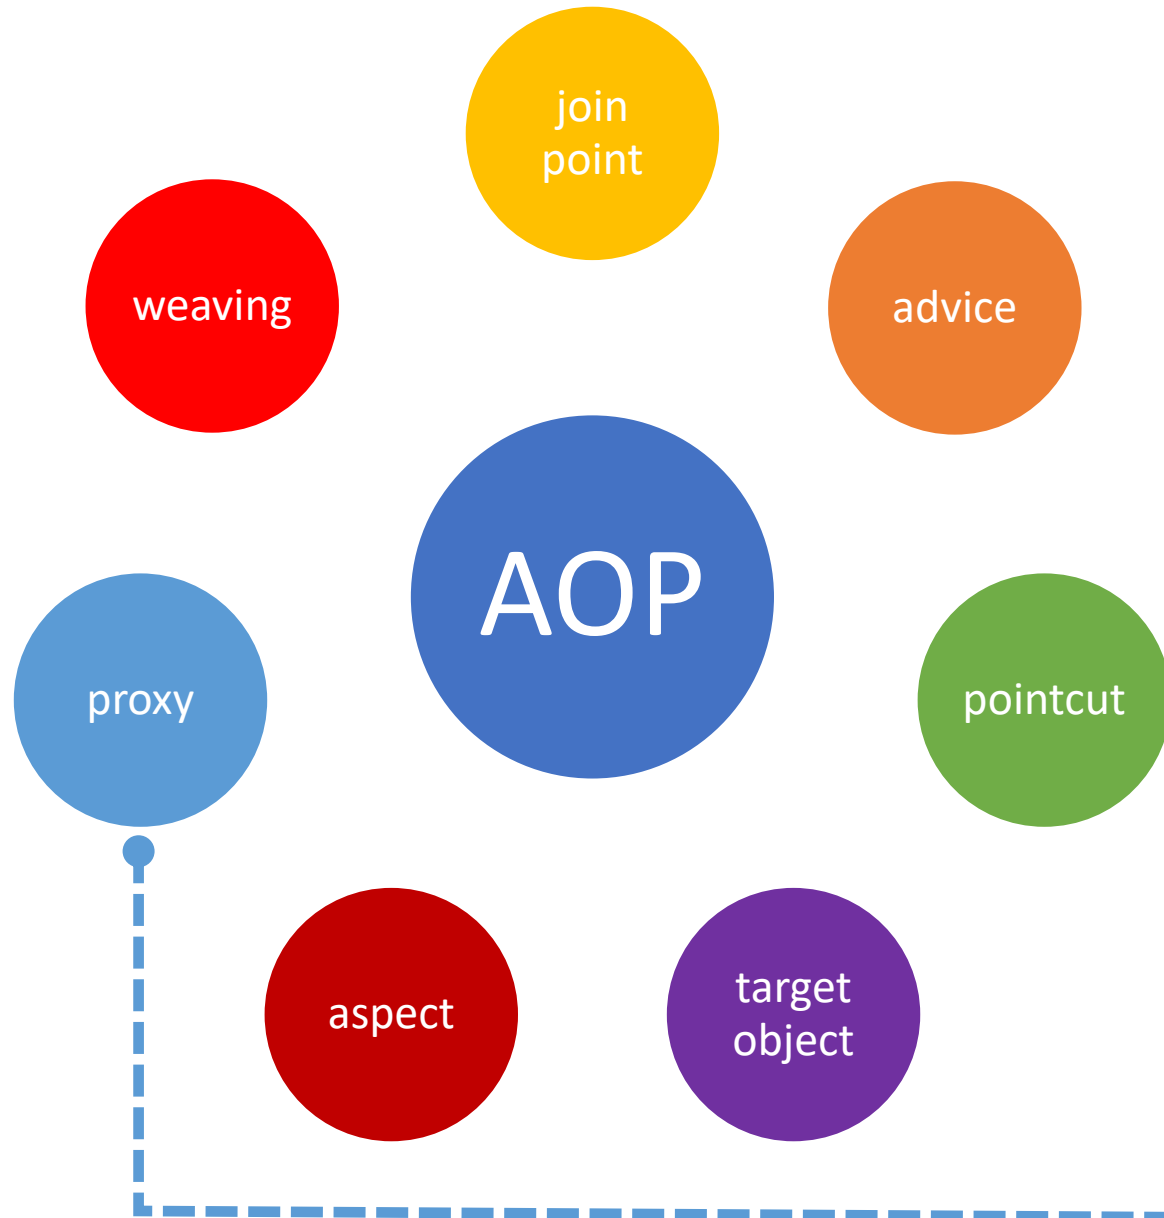 join
point
weaving
advice
AOP
proxy
pointcut
aspect
target
object